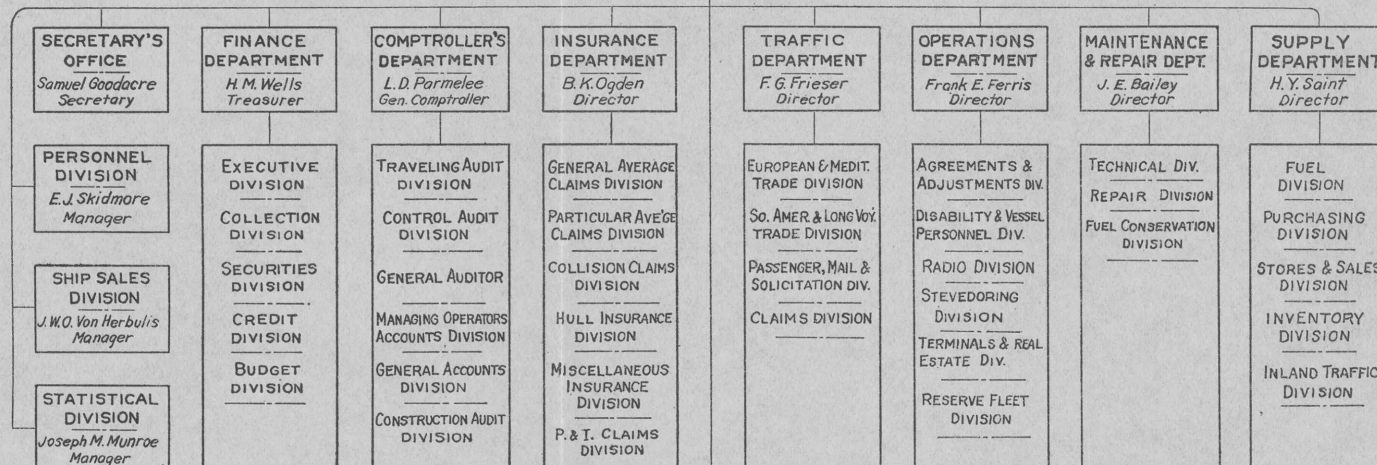 SECRETARY'S
OFFICE
Samuel Goodacre
Secretary
PERSONNEL
DIVISION
E.J. Skidmore
Manager
SHIP SALES
DIVISION
J.W.O. Von Herbulis
Manager
STATISTICAL
DIVISION
Joseph M. Munroe
Manager
FINANCE
DEPARTMENT
H.M. Wells
Treasurer
EXECUTIVE
DIVISION
COLLECTION
DIVISION
SECURITIES
DIVISION
CREDIT
DIVISION
BUDGET
DIVISION
COMPTROLLER'S
DEPARTMENT
L.D. Parmelee
Gen. Comptroller
TRAVELING AUDIT
DIVISION
CONTROL AUDIT
DIVISION
GENERAL AUDITOR
MANAGING OPERATORS
ACCOUNTS DIVISION
GENERAL ACCOUNTS
DIVISION
CONSTRUCTION AUDIT
DIVISION
INSURANCE
DEPARTMENT
B.K. Ogden
Director
GENERAL AVERAGE
CLAIMS DIVISION
PARTICULAR AVE'GE
CLAIMS DIVISION
COLLISION CLAIMS
DIVISION
HULL INSURANCE
DIVISION
MISCELLANEOUS
INSURANCE
DIVISION
P. & I. CLAIMS
DIVISION
TRAFFIC
DEPARTMENT
F.G. Frieser
Director
EUROPEAN & MEDIT.
TRADE DIVISION
SO. AMER. & LONG VOY.
TRADE DIVISION
PASSENGER, MAIL &
SOLICITATION DIV.
CLAIMS DIVISION
OPERATIONS
DEPARTMENT
Frank E. Ferris
Director
AGREEMENTS &
ADJUSTMENTS DIV.
DISABILITY & VESSEL
PERSONNEL DIV.
RADIO DIVISION
STEVEDORING
DIVISION
TERMINALS & REAL
ESTATE DIV.
RESERVE FLEET
DIVISION
MAINTENANCE
& REPAIR DEPT.
J.E. Bailey
Director
TECHNICAL DIV.
REPAIR DIVISION
FUEL CONSERVATION
DIVISION
SUPPLY
DEPARTMENT
H.Y. Saint
Director
FUEL
DIVISION
PURCHASING
DIVISION
STORES & SALES
DIVISION
INVENTORY
DIVISION
INLAND TRAFFIC
DIVISION